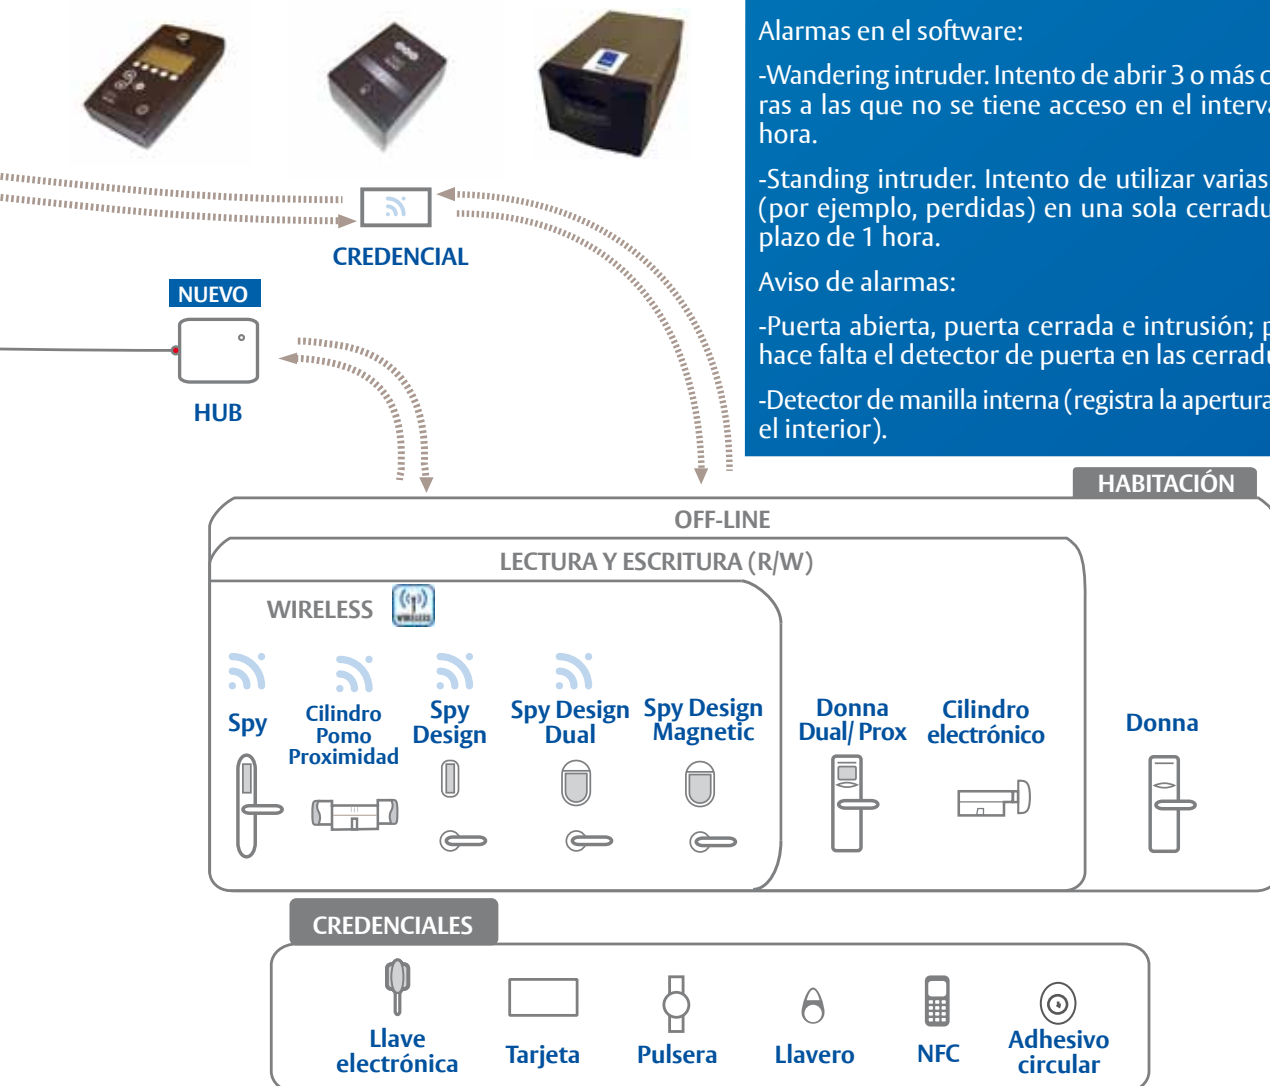 Alarmas en el software:
-Wandering intruder. Intento de abrir 3 o más c
ras a las que no se tiene acceso en el interva
hora.
-Standing intruder. Intento de utilizar varias
(por ejemplo, perdidas) en una sola cerradu
plazo de 1 hora.
Aviso de alarmas:
-Puerta abierta, puerta cerrada e intrusión; p
hace falta el detector de puerta en las cerradu
-Detector de manilla interna (registra la apertura
el interior).
CREDENCIAL
NUEVO
HUB
HABITACIÓN
OFF-LINE
LECTURA Y ESCRITURA (R/W)
WIRELESS
WIRELESS
Spy
Cilindro
Pomo
Proximidad
Spy
Design
Spy Design
Dual
Spy Design
Magnetic
Donna
Dual/ Prox
Cilindro
electrónico
Donna
CREDENCIALES
Llave
electrónica
Tarjeta
Pulsera
Llavero
NFC
Adhesivo
circular